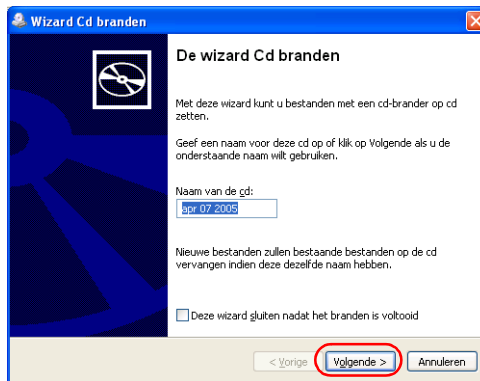 Wizard Cd branden
De wizard Cd branden
Met deze wizard kunt u bestanden met een cd-brander op cd
zetten.
Geef een naam voor deze cd op of klik op Volgende als u de
onderstaande naam wilt gebruiken.
Naam van de cd:
apr 07 2005
Nieuwe bestanden zullen bestaande bestanden op de cd
vervangen indien deze dezelfde naam hebben.
Deze wizard sluiten nadat het branden is voltooid
< Vorige
Volgende >
Annuleren